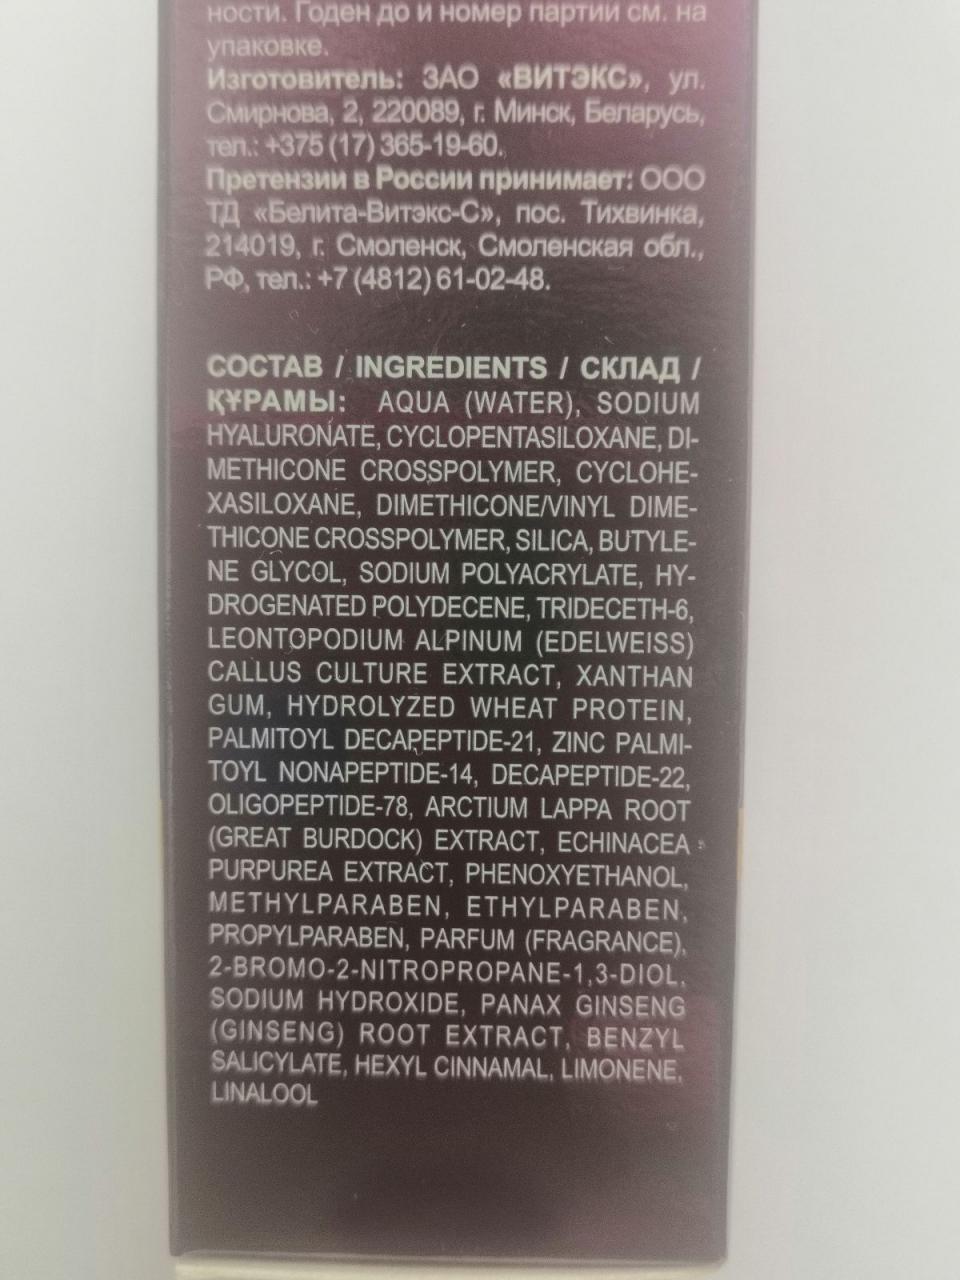 ности. Годен до и номер партии см. на
упаковке.
Изготовитель: ЗАО «ВИТЭКС», ул.
Смирнова, 2, 220089, г. Минск, Беларусь,
тел.: +375 (17) 365-19-60.
Претензии в России принимает: ООО
ТД «Белита-Витэкс-С», пос. Тихвинка,
214019, г. Смоленск, Смоленская обл.,
РФ, тел.: +7 (4812) 61-02-48.
СОСТАВ / INGREDIENTS / СКЛАД /
ҚҰРАМЫ: AQUA (WATER), SODIUM
HYALURONATE, CYCLOPENTASILOXANE, DI-
METHICONE CROSSPOLYMER, CYCLOHE-
XASILOXANE, DIMETHICONE/VINYL DIME-
THICONE CROSSPOLYMER, SILICA, BUTYLE-
NE GLYCOL, SODIUM POLYACRYLATE, HY-
DROGENATED POLYDECENE, TRIDECETH-6,
LEONTOPODIUM ALPINUM (EDELWEISS)
CALLUS CULTURE EXTRACT, XANTHAN
GUM, HYDROLYZED WHEAT PROTEIN,
PALMITOYL DECAPEPTIDE-21, ZINC PALMI-
TOYL NONAPEPTIDE-14, DECAPEPTIDE-22,
OLIGOPEPTIDE-78, ARCTIUM LAPPA ROOT
(GREAT BURDOCK) EXTRACT, ECHINACEA
PURPUREA EXTRACT, PHENOXYETHANOL,
METHYLPARABEN, ETHYLPARABEN,
PROPYLPARABEN, PARFUM (FRAGRANCE),
2-BROMO-2-NITROPROPANE-1,3-DIOL,
SODIUM HYDROXIDE, PANAX GINSENG
(GINSENG) ROOT EXTRACT, BENZYL
SALICYLATE, HEXYL CINNAMAL, LIMONENE,
LINALOOL